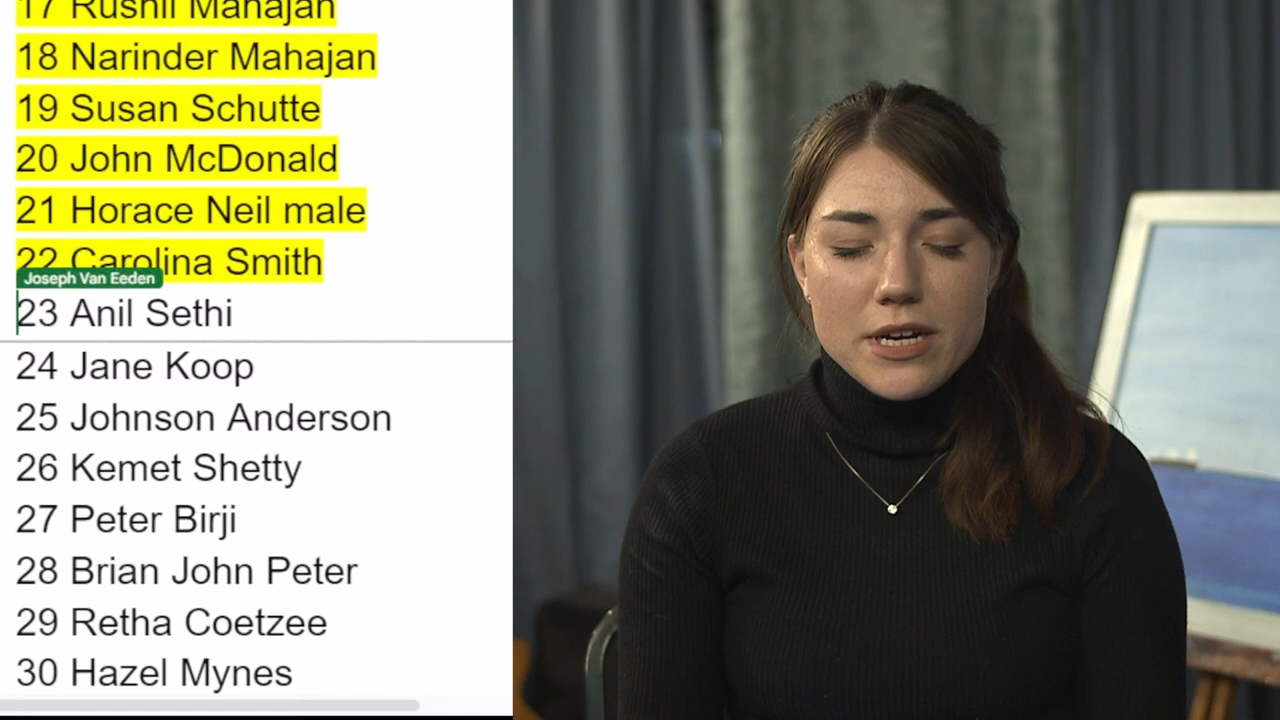 17 Rushil Mahajan
18 Narinder Mahajan
19 Susan Schutte
20 John McDonald
21 Horace Neil male
22 Carolina Smith
Joseph Van Eeden
23 Anil Sethi
24 Jane Koop
25 Johnson Anderson
26 Kemet Shetty
27 Peter Birji
28 Brian John Peter
29 Retha Coetzee
30 Hazel Mynes